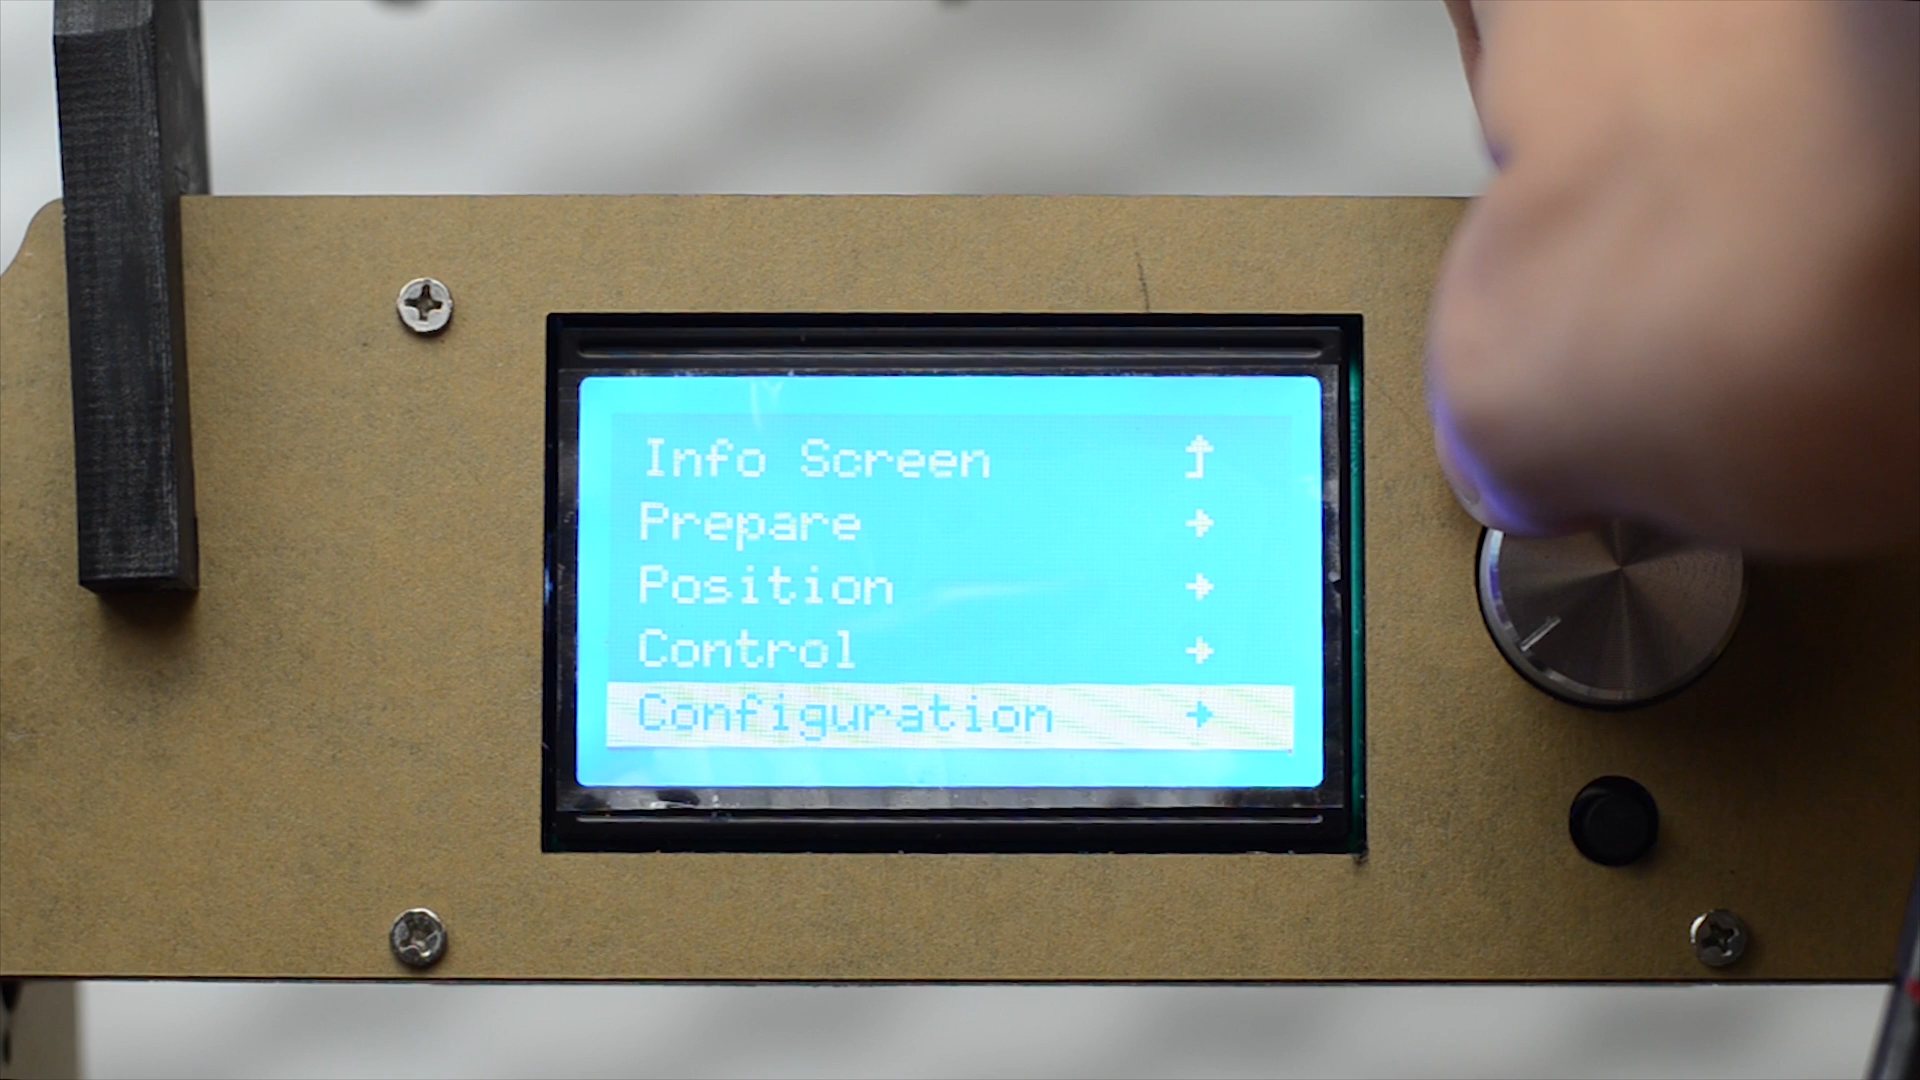 Info Screen
Prepare
Position
Control
Configuration